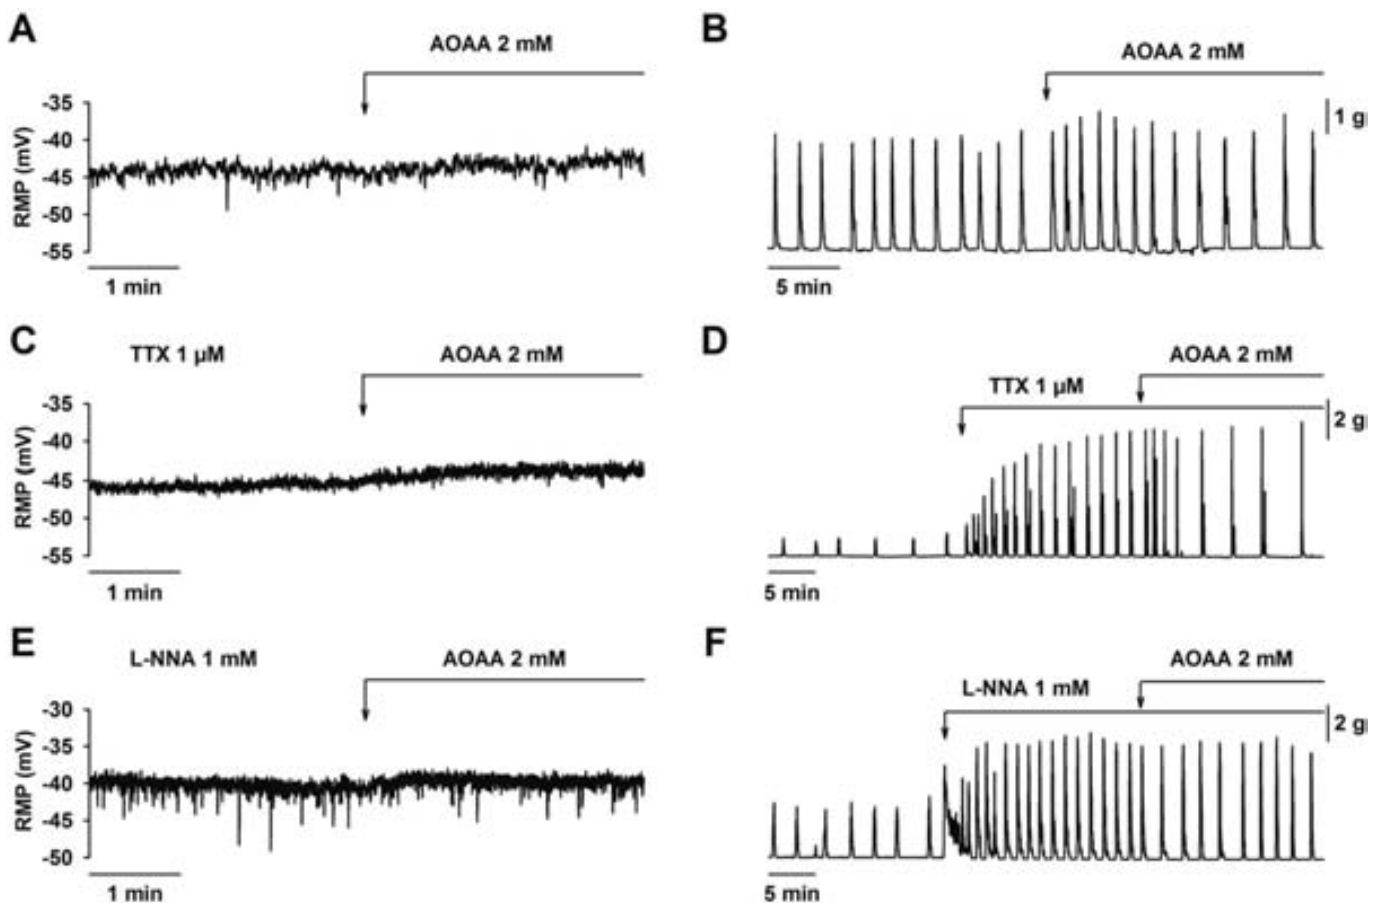 A
AOAA 2 mM
RMP (mV)
-35
-40
-45
-50
-55
1 min
B
AOAA 2 mM
1 g
5 min
C
TTX 1 µM
AOAA 2 mM
RMP (mV)
-35
-40
-45
-50
-55
1 min
D
AOAA 2 mM
TTX 1 µM
2 g
5 min
E
L-NNA 1 mM
AOAA 2 mM
RMP (mV)
-30
-35
-40
-45
-50
1 min
F
AOAA 2 mM
L-NNA 1 mM
2 g
5 min